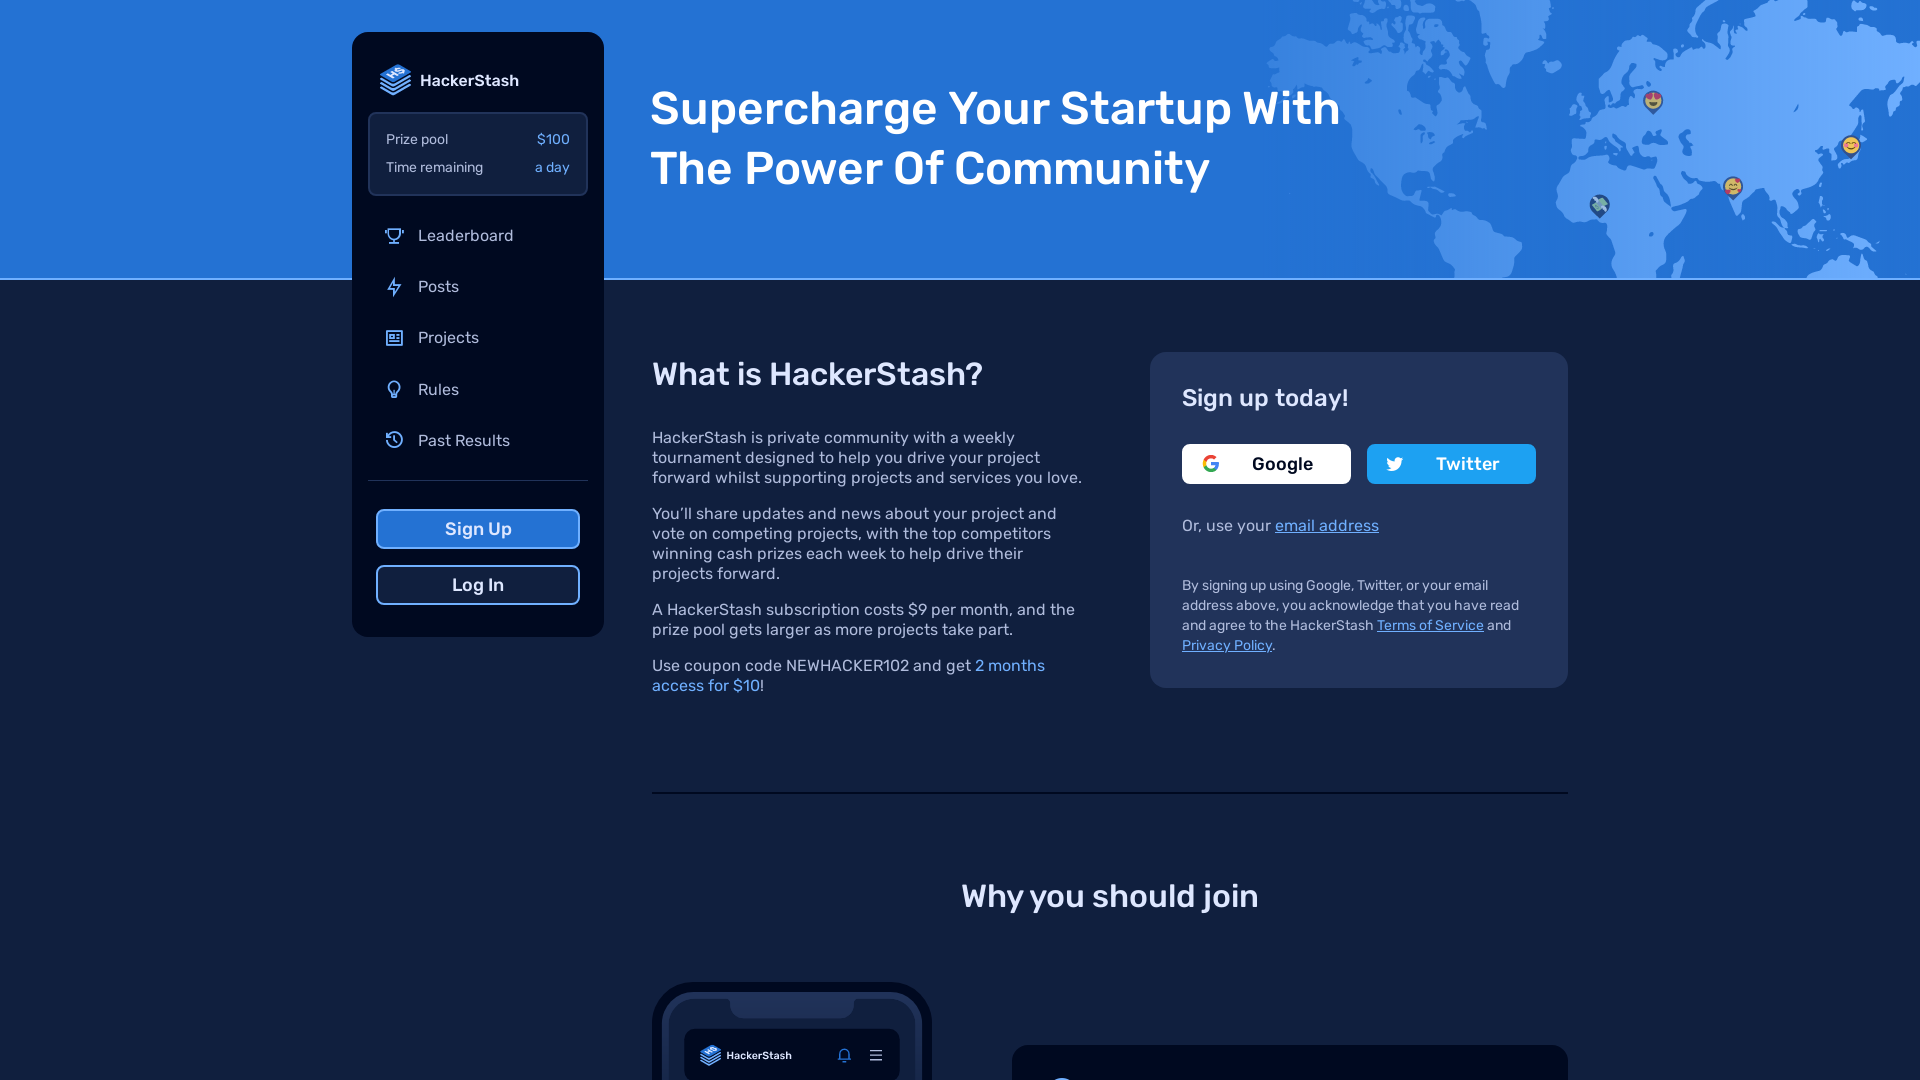 HackerStash
Prize pool $100
Time remaining a day
Leaderboard
Posts
Projects
Rules
Past Results
Sign Up
Log In
Supercharge Your Startup With
The Power Of Community
What is HackerStash?
HackerStash is private community with a weekly
tournament designed to help you drive your project
forward whilst supporting projects and services you love.
You’ll share updates and news about your project and
vote on competing projects, with the top competitors
winning cash prizes each week to help drive their
projects forward.
A HackerStash subscription costs $9 per month, and the
prize pool gets larger as more projects take part.
Use coupon code NEWHACKER102 and get 2 months
access for $10!
Sign up today!
Google
Twitter
Or, use your email address
By signing up using Google, Twitter, or your email
address above, you acknowledge that you have read
and agree to the HackerStash Terms of Service and
Privacy Policy.
Why you should join
HackerStash